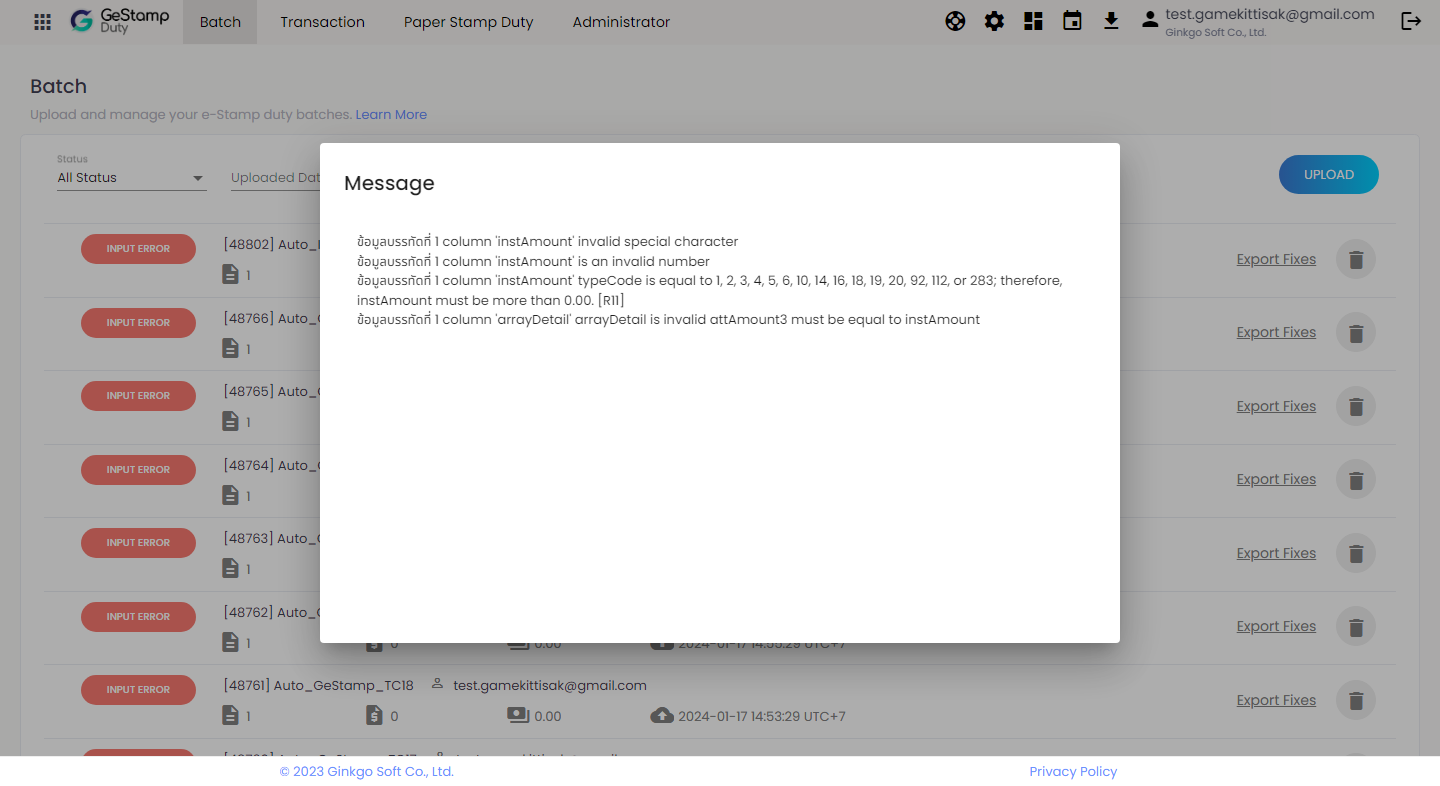 GeStamp
Duty
Batch
Transaction
Paper Stamp Duty
Administrator
test.gamekittisak@gmail.com
Ginkgo Soft Co., Ltd.
Batch
Upload and manage your e-Stamp duty batches. Learn More
Status
All Status
Uploaded Dat
UPLOAD
Message
ข้อมูลบรรทัดที่ 1 column 'instAmount' invalid special character
ข้อมูลบรรทัดที่ 1 column 'instAmount' is an invalid number
ข้อมูลบรรทัดที่ 1 column 'instAmount' typeCode is equal to 1, 2, 3, 4, 5, 6, 10, 14, 16, 18, 19, 20, 92, 112, or 283; therefore,
instAmount must be more than 0.00. [R11]
ข้อมูลบรรทัดที่ 1 column 'arrayDetail' arrayDetail is invalid attAmount3 must be equal to instAmount
INPUT ERROR
[48802] Auto_
1
Export Fixes
INPUT ERROR
[48766] Auto_
1
Export Fixes
INPUT ERROR
[48765] Auto_
1
Export Fixes
INPUT ERROR
[48764] Auto_
1
Export Fixes
INPUT ERROR
[48763] Auto_
1
Export Fixes
INPUT ERROR
[48762] Auto_
1
0
0.00
2024-01-17 14:55:29 UTC+7
Export Fixes
INPUT ERROR
[48761] Auto_GeStamp_TC18
test.gamekittisak@gmail.com
1
0
0.00
2024-01-17 14:53:29 UTC+7
Export Fixes
© 2023 Ginkgo Soft Co., Ltd.
Privacy Policy